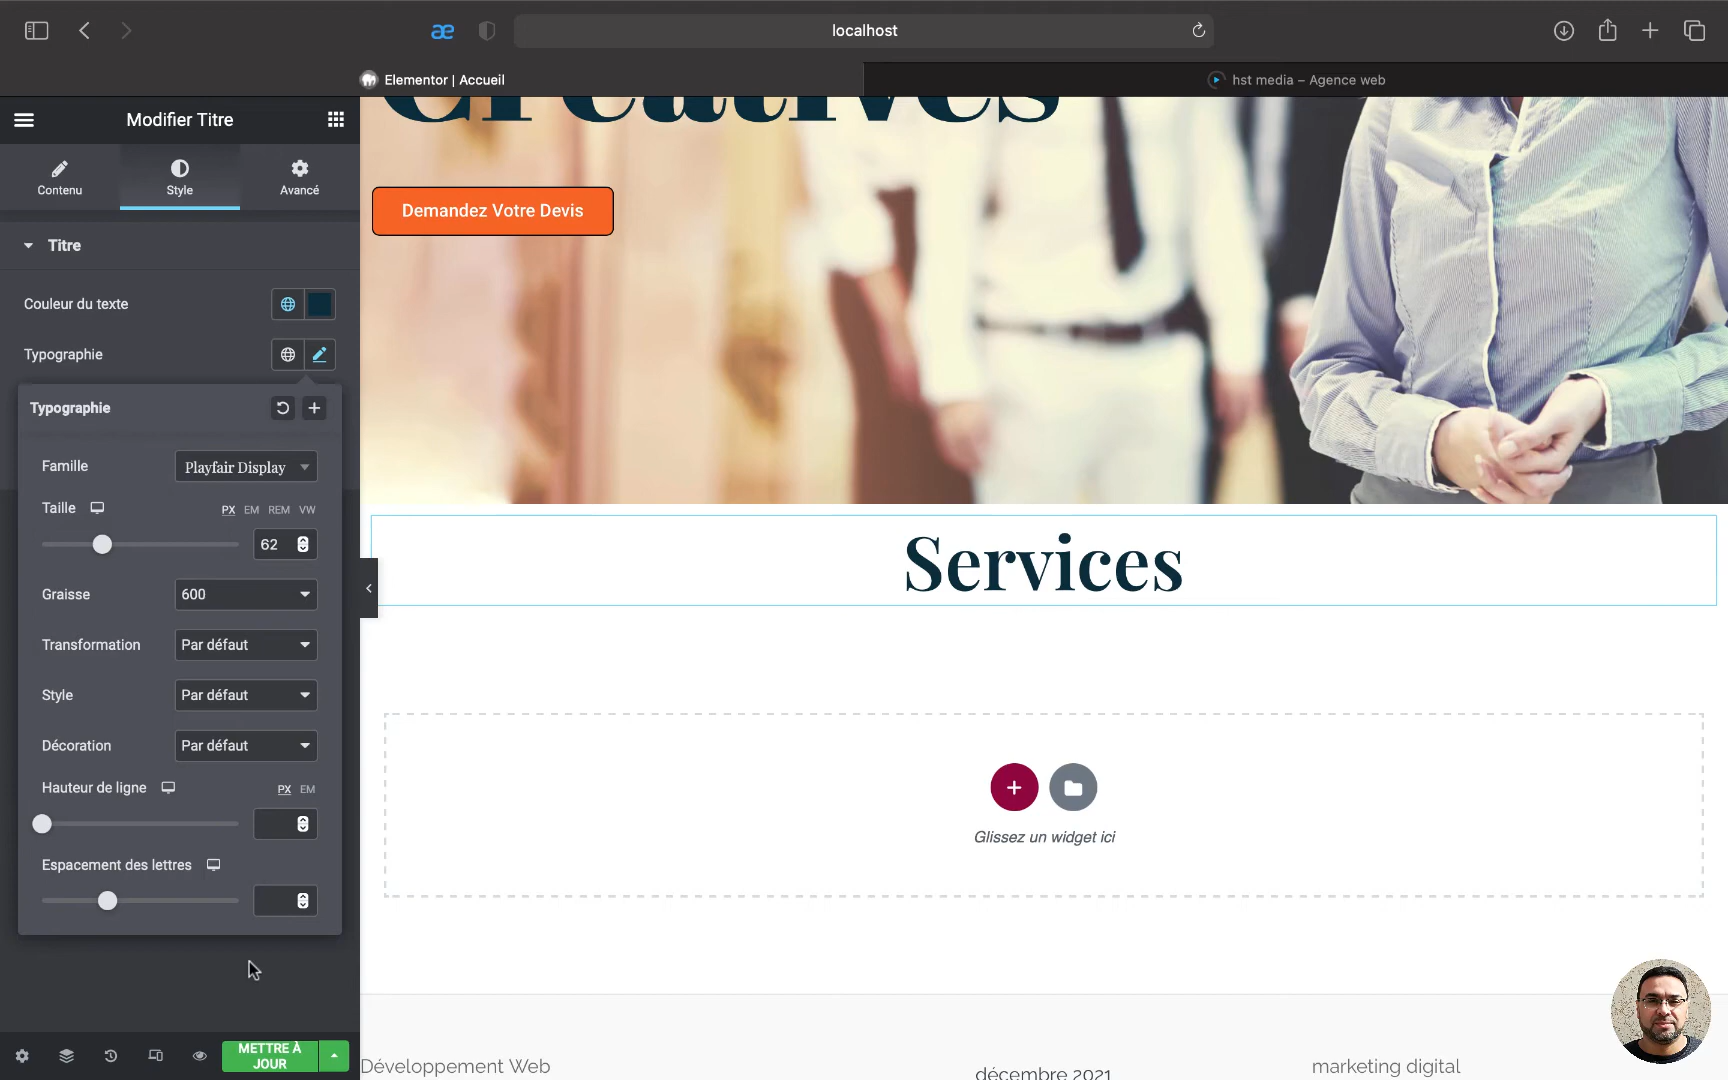 localhost
Elementor | Accueil
hst media – Agence web
Modifier Titre
Contenu
Style
Avancé
Titre
Couleur du texte
Typographie
Typographie
Famille
Playfair Display
Taille
PX EM REM VW
62
Graisse
600
Transformation
Par défaut
Style
Par défaut
Décoration
Par défaut
Hauteur de ligne
PX EM
Espacement des lettres
METTRE À
JOUR
Creatives
Demandez Votre Devis
Services
Glissez un widget ici
Développement Web
décembre 2021
marketing digital